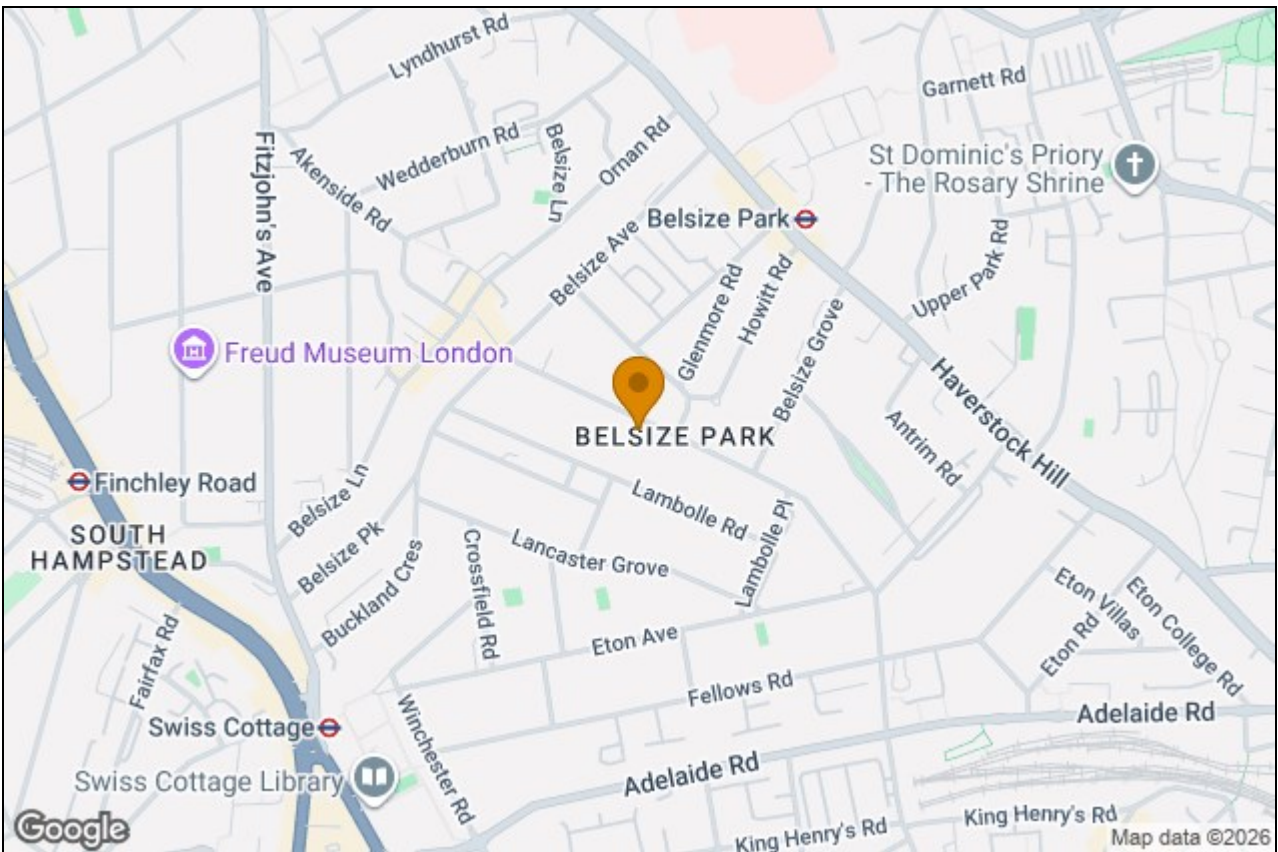 Lyndhurst Rd
Garnett Rd
Wedderburn Rd
Belsize Ln
Ornan Rd
Fitzjohn's Ave
Akenside Rd
St Dominic's Priory
- The Rosary Shrine
Belsize Park
Belsize Ave
Upper Park Rd
Glenmore Rd
Howitt Rd
Freud Museum London
Belsize Grove
Haverstock Hill
BELSIZE PARK
Antrim Rd
Finchley Road
Belsize Ln
Lambolle Rd
SOUTH
HAMPSTEAD
Belsize Pk
Lancaster Grove
Lambolle Pl
Buckland Cres
Crossfield Rd
Eton Villas
Eton College Rd
Eton Ave
Eton Rd
Fairfax Rd
Fellows Rd
Swiss Cottage
Winchester Rd
Adelaide Rd
Adelaide Rd
Swiss Cottage Library
King Henry's Rd
King Henry's Rd
Google
Map data ©2026